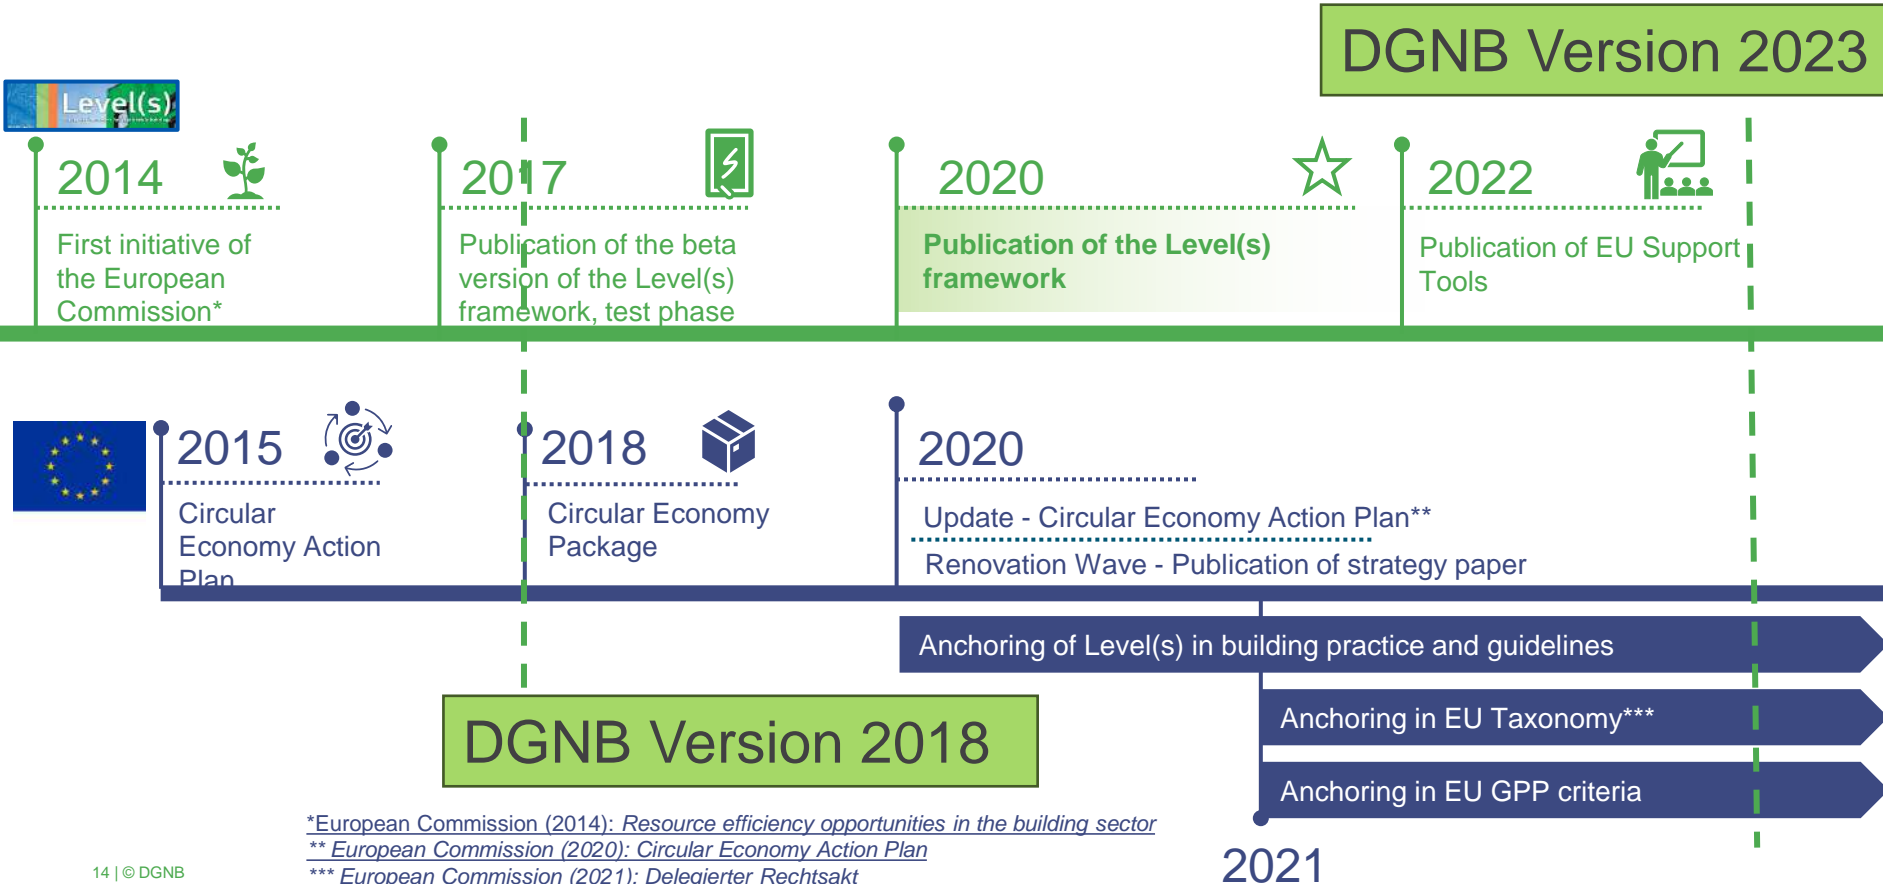 DGNB Version 2023
Level(s)
2014
First initiative of
the European
Commission*
2017
Publication of the beta
version of the Level(s)
framework, test phase
2020
Publication of the Level(s)
framework
2022
Publication of EU Support
Tools
2015
Circular
Economy Action
Plan
2018
Circular Economy
Package
2020
Update - Circular Economy Action Plan**
Renovation Wave - Publication of strategy paper
Anchoring of Level(s) in building practice and guidelines
Anchoring in EU Taxonomy***
Anchoring in EU GPP criteria
2021
DGNB Version 2018
*European Commission (2014): Resource efficiency opportunities in the building sector
** European Commission (2020): Circular Economy Action Plan
*** European Commission (2021): Delegierter Rechtsakt
14 | © DGNB